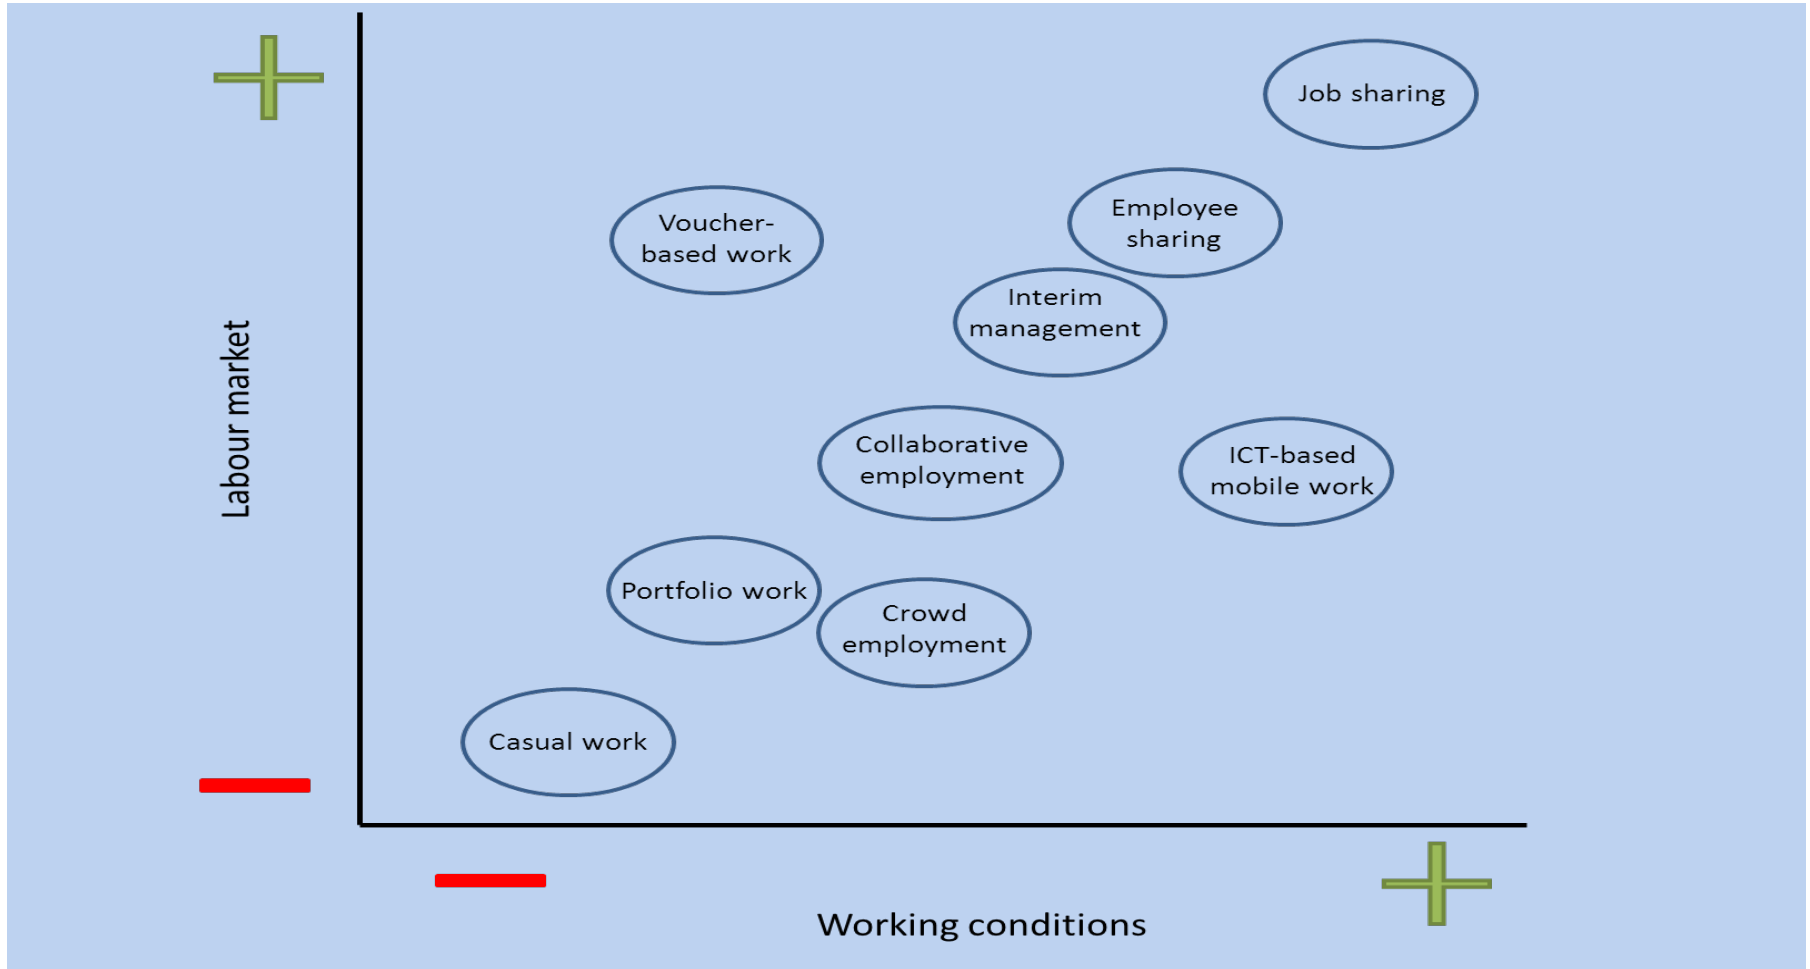 Job sharing
Employee
sharing
Voucher-
based work
Interim
management
Collaborative
employment
ICT-based
mobile work
Portfolio work
Crowd
employment
Casual work
Labour market
Working conditions